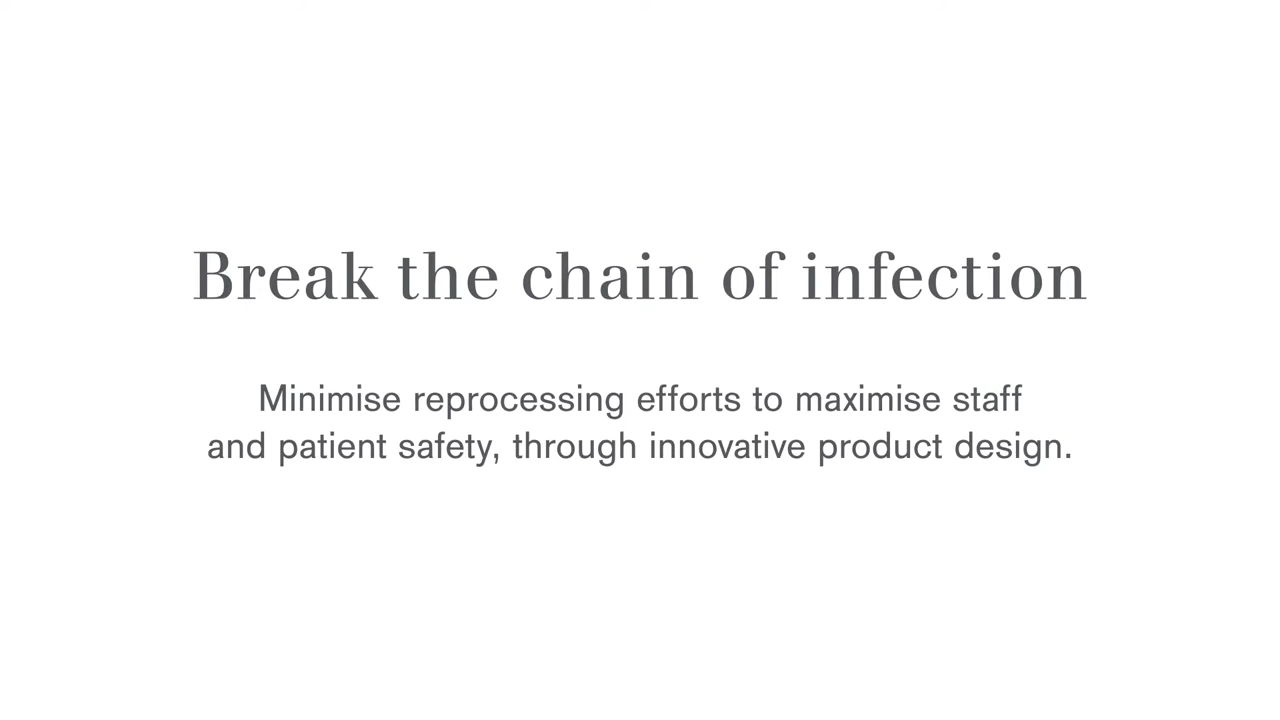 Break the chain of infection
Minimise reprocessing efforts to maximise staff
and patient safety, through innovative product design.